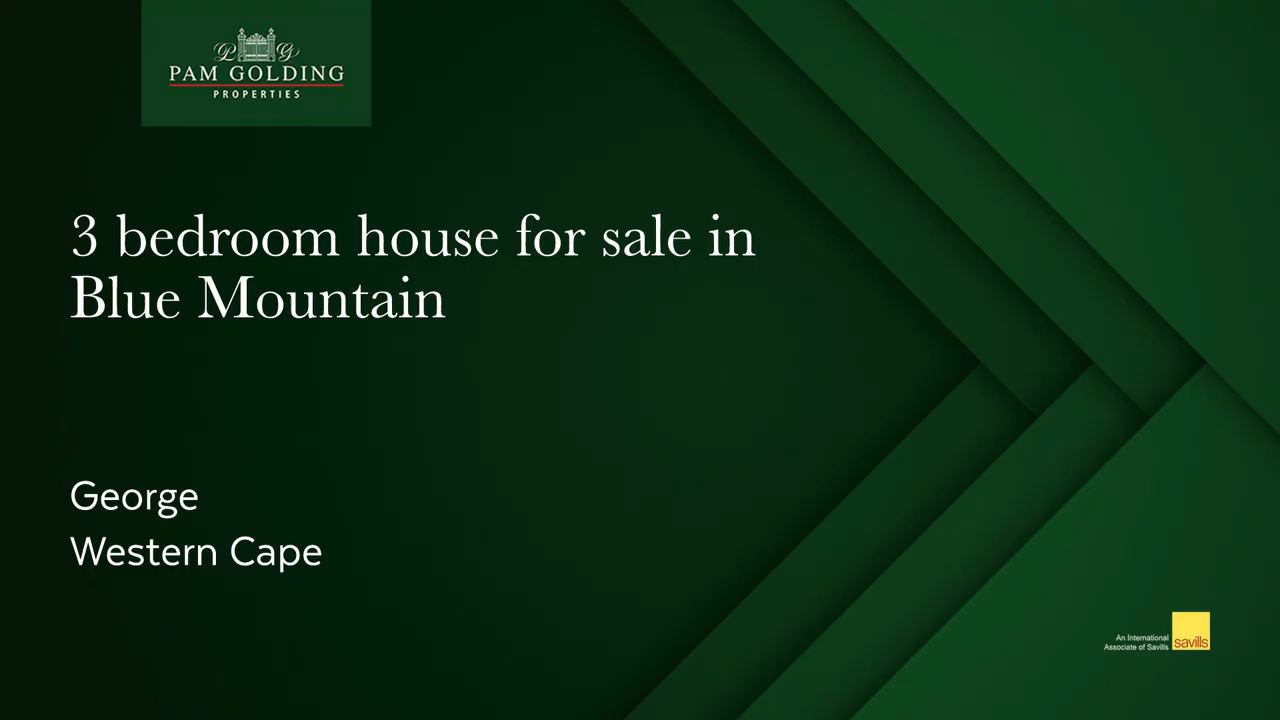 P G
PAM GOLDING
PROPERTIES
3 bedroom house for sale in
Blue Mountain
George
Western Cape
An International
Associate of Savills
savills